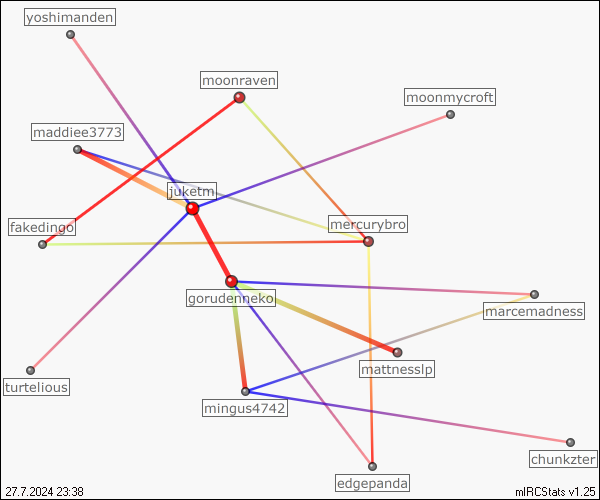 yoshimanden
moonraven
moonmycroft
maddiee3773
juketm
fakedingo
mercurybro
gorudenneko
marcemadness
mattnesslp
turtelious
mingus4742
chunkzter
edgepanda
27.7.2024 23:38
mIRCStats v1.25